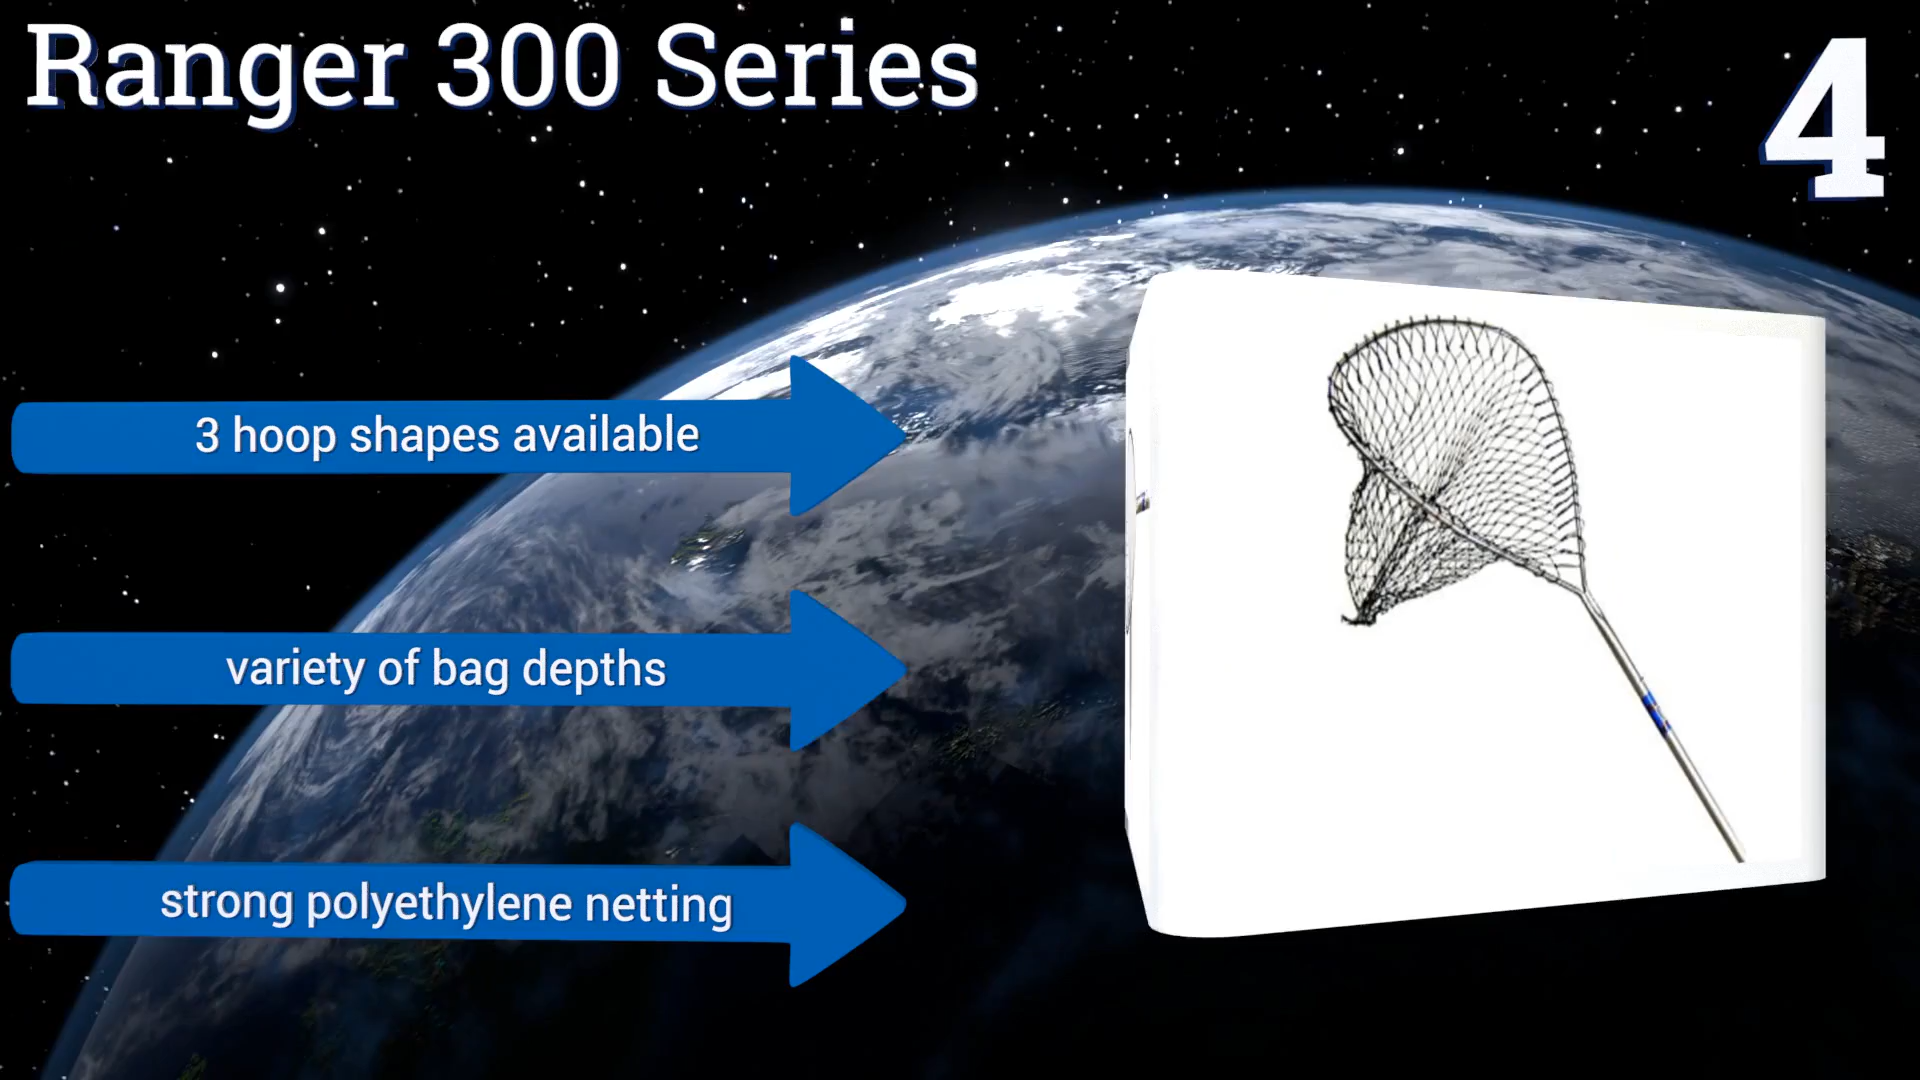 Ranger 300 Series
4
3 hoop shapes available
variety of bag depths
strong polyethylene netting